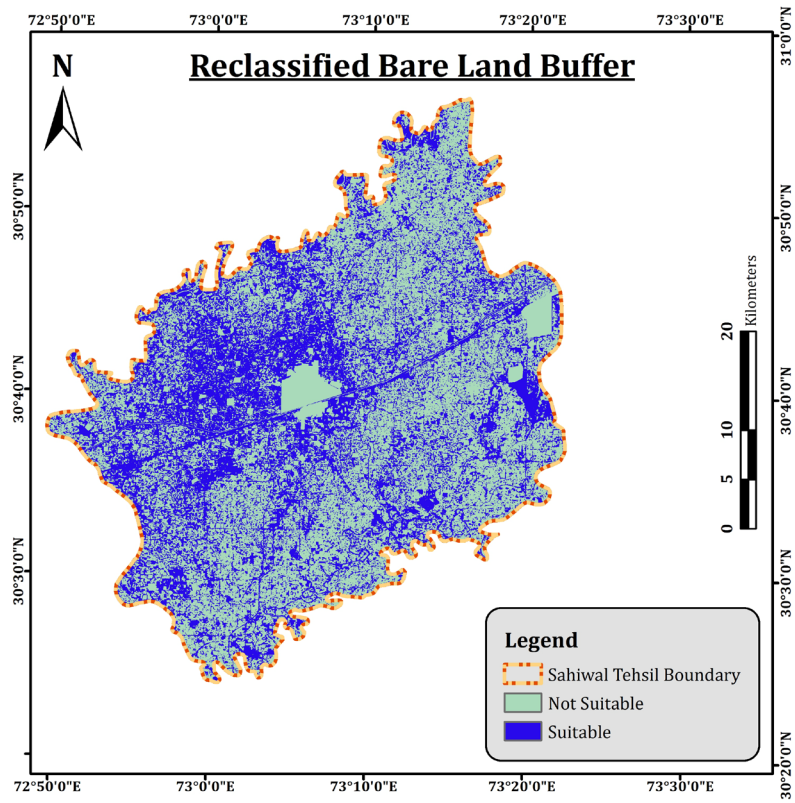 72°50'0"E 73°0'0"E 73°10'0"E 73°20'0"E 73°30'0"E
Reclassified Bare Land Buffer
N
31°0'0"N
30°50'0"N
30°50'0"N
30°40'0"N
30°40'0"N
30°30'0"N
30°30'0"N
30°20'0"N
Kilometers
20
10
5
0
Legend
Sahiwal Tehsil Boundary
Not Suitable
Suitable
72°50'0"E 73°0'0"E 73°10'0"E 73°20'0"E 73°30'0"E